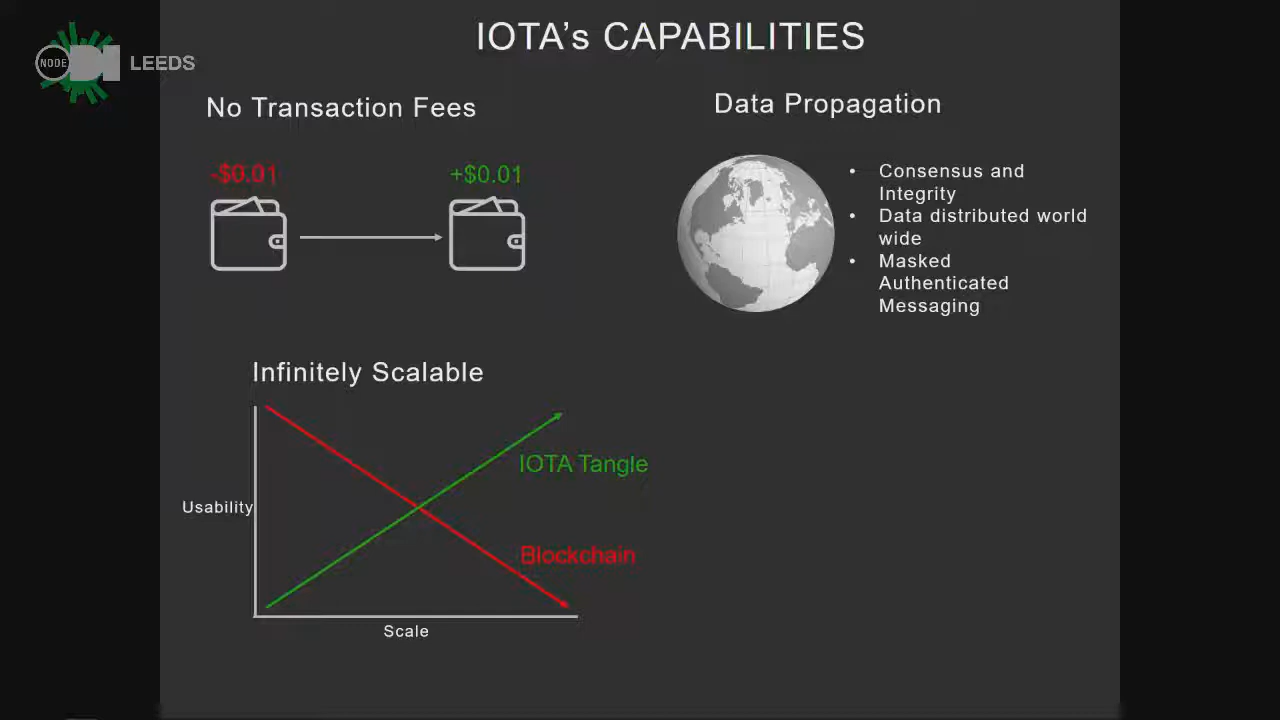 IOTA’s CAPABILITIES
NODE
LEEDS
No Transaction Fees
-$0.01
+$0.01
Data Propagation
• Consensus and
Integrity
• Data distributed world
wide
• Masked
Authenticated
Messaging
Infinitely Scalable
IOTA Tangle
Usability
Blockchain
Scale